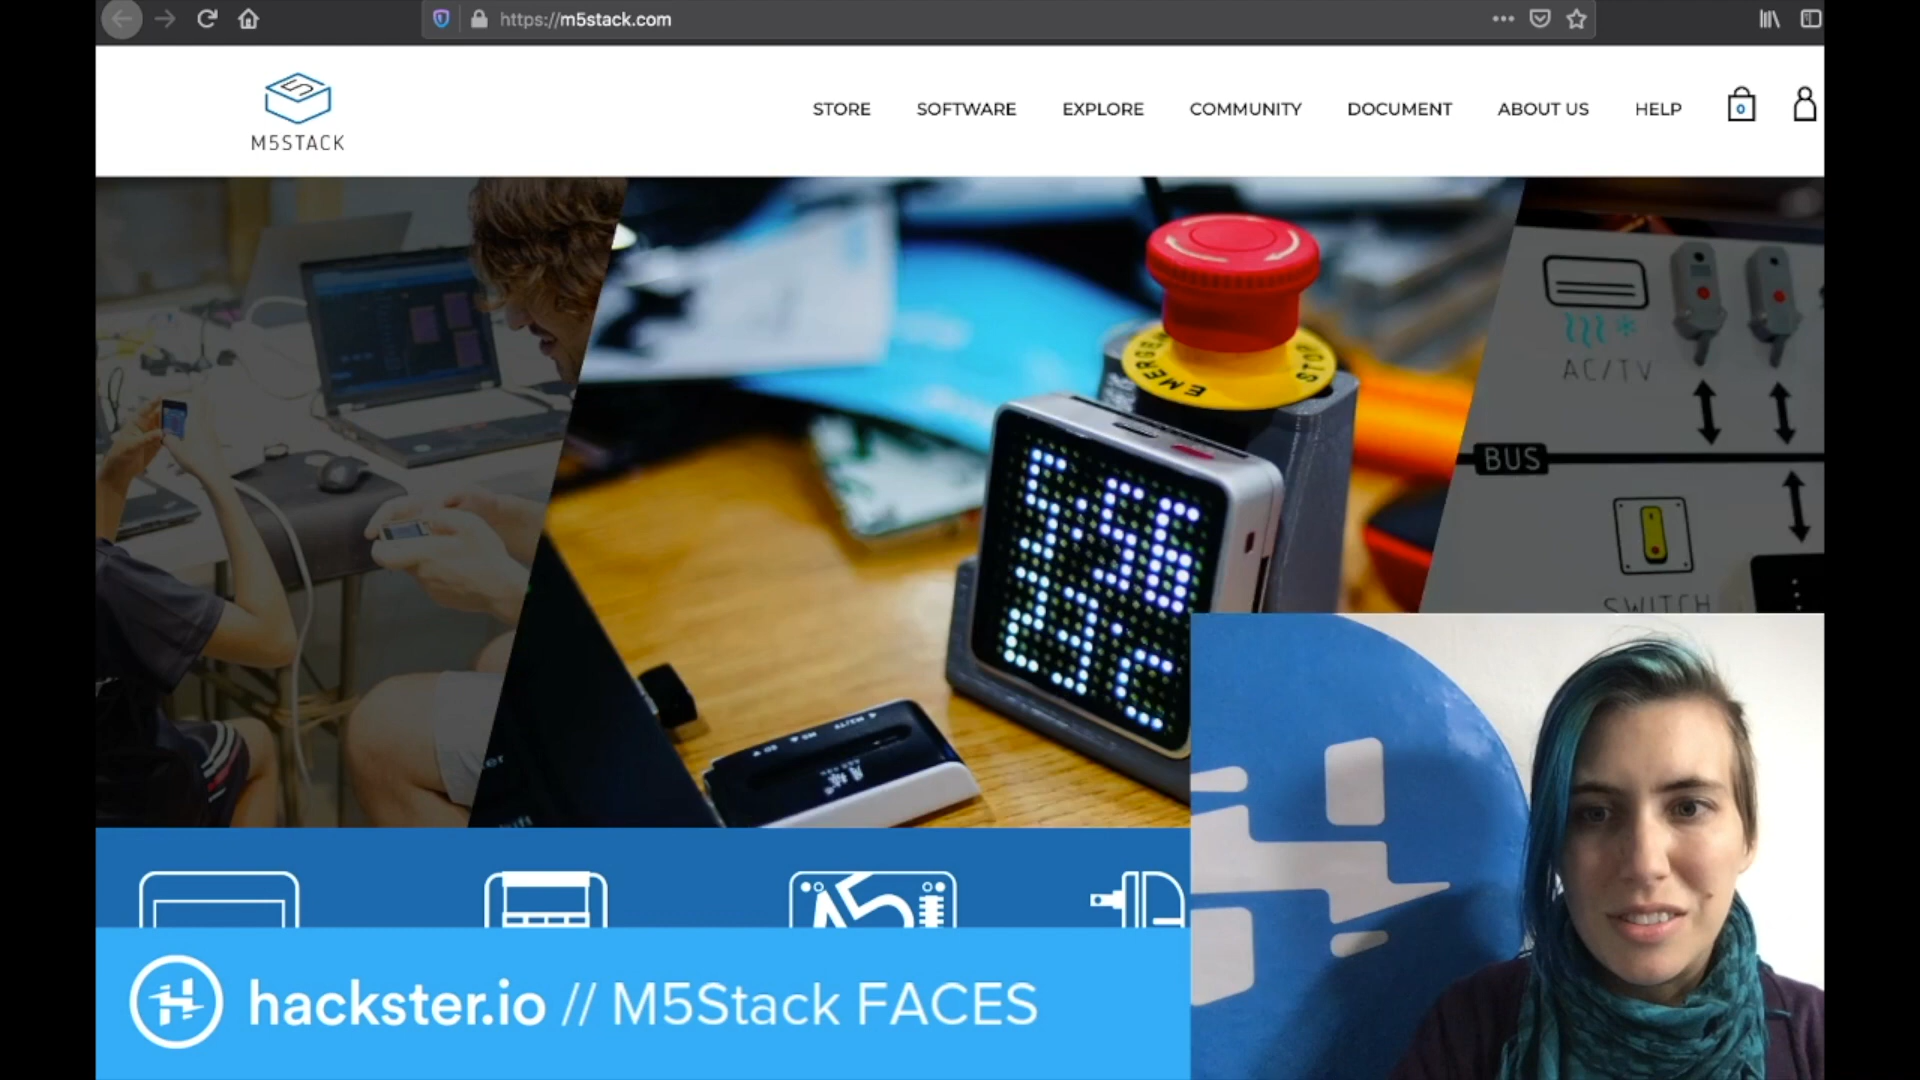 https://m5stack.com
M5STACK
STORE SOFTWARE EXPLORE COMMUNITY DOCUMENT ABOUT US HELP
0
EMERGEN STOP
AC/TV
BUS
SWITCH
hackster.io // M5Stack FACES